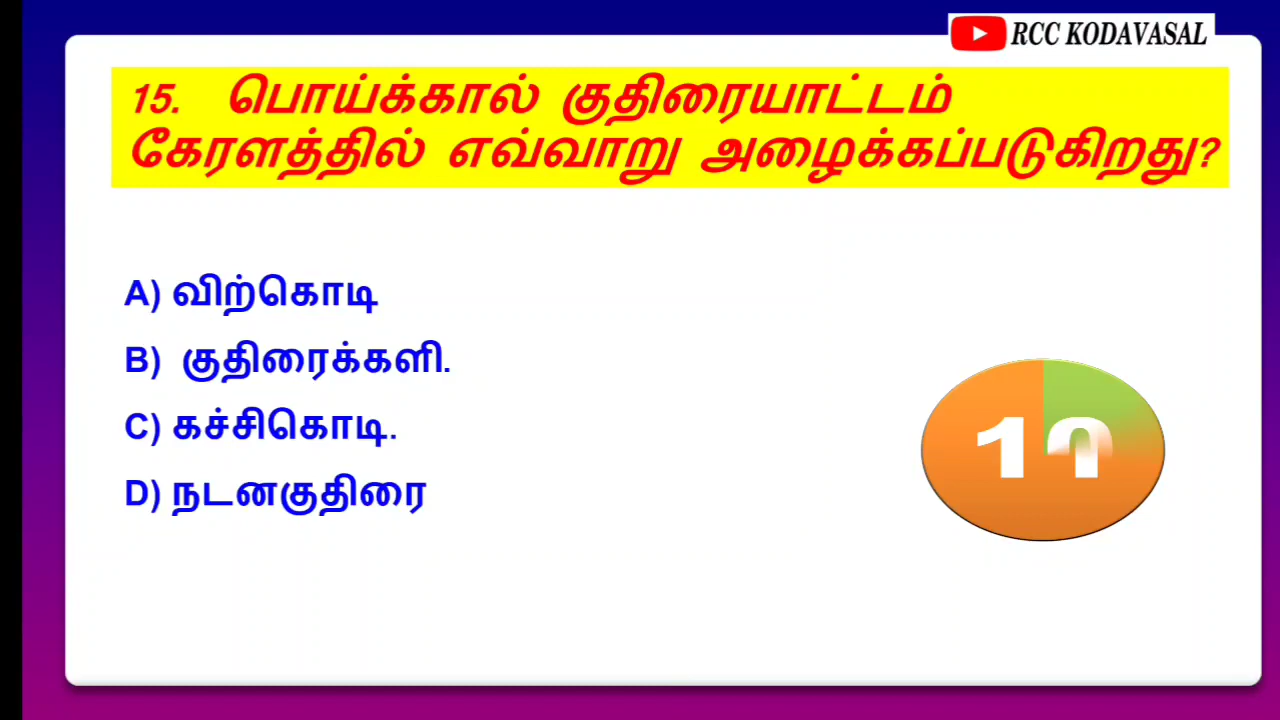 RCC KODAVASAL
15. பொய்க்கால் குதிரையாட்டம்
கேரளத்தில் எவ்வாறு அழைக்கப்படுகிறது?
A) விற்கொடி
B) குதிரைக்களி.
C) கச்சிகொடி.
D) நடனகுதிரை